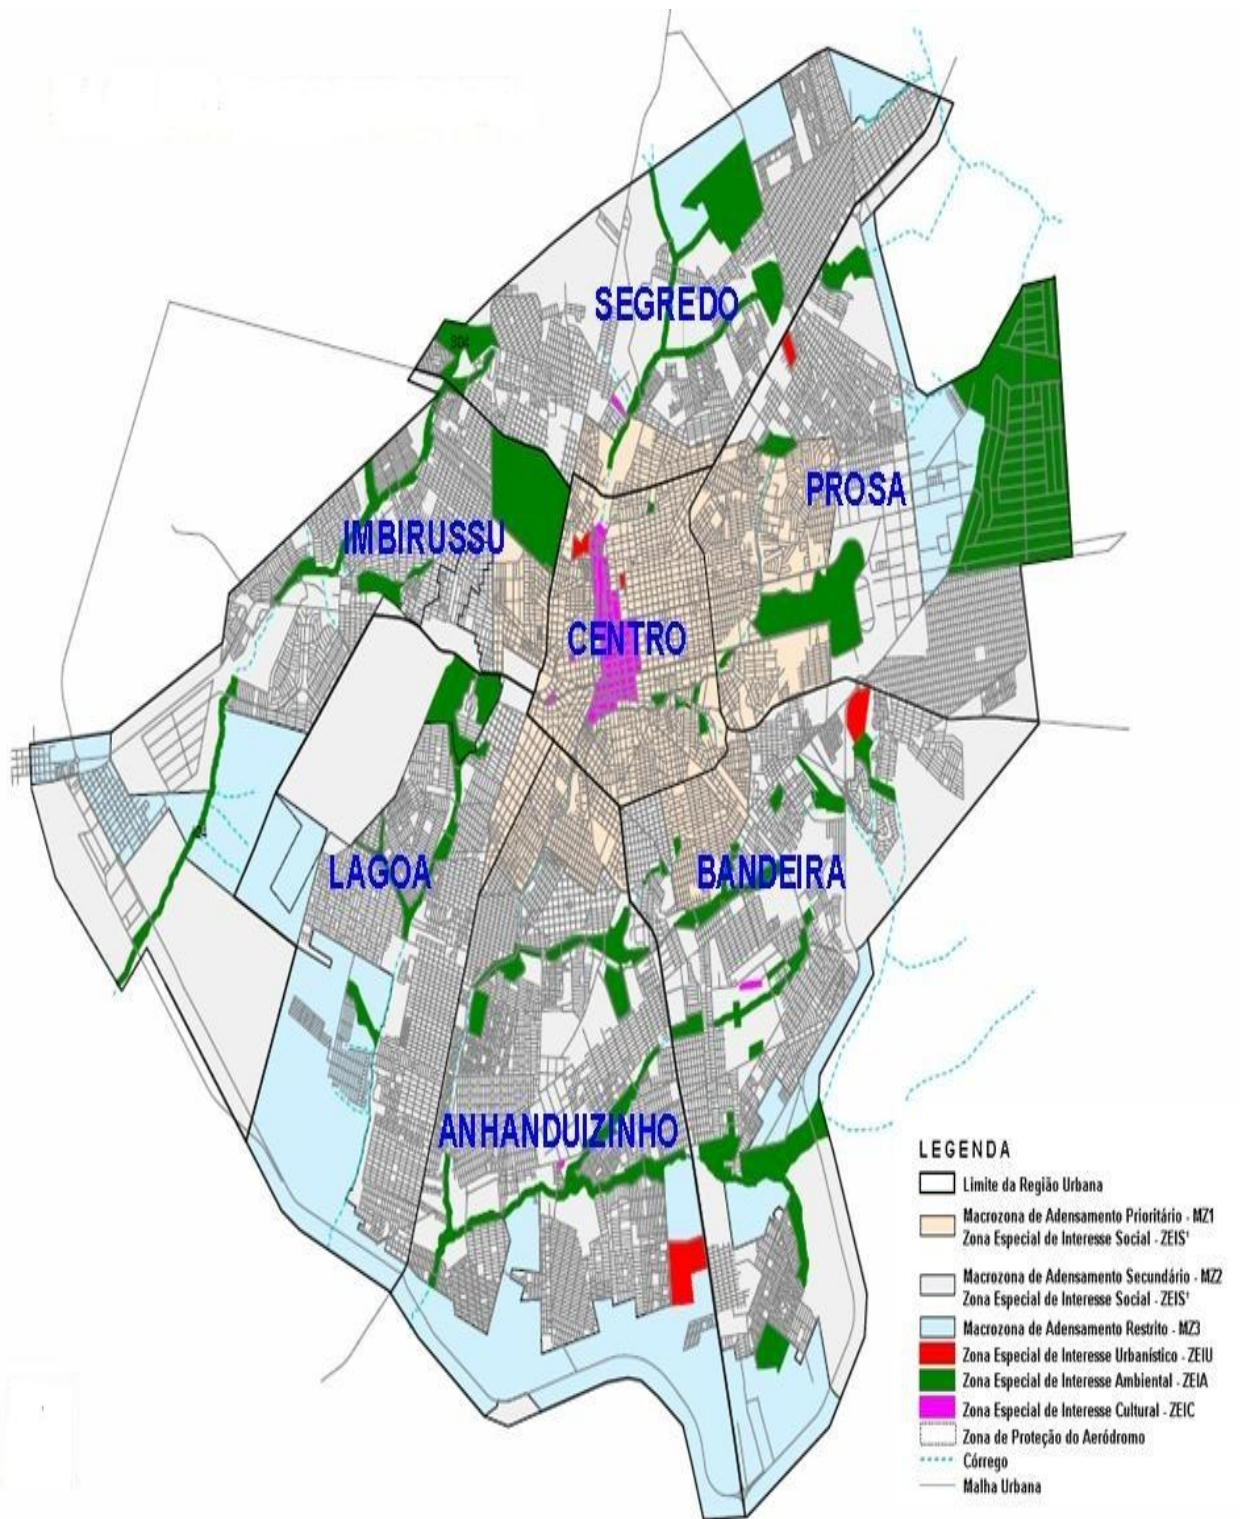 SEGREDO
304
PROSA
IMBIRUSSU
CENTRO
LAGOA
BANDEIRA
ANHANDUIZINHO
LEGENDA
Limite da Região Urbana
Macrozona de Adensamento Prioritário - MZ1
Zona Especial de Interesse Social - ZEIS¹
Macrozona de Adensamento Secundário - MZ2
Zona Especial de Interesse Social - ZEIS¹
Macrozona de Adensamento Restrito - MZ3
Zona Especial de Interesse Urbanístico - ZEIU
Zona Especial de Interesse Ambiental - ZEIA
Zona Especial de Interesse Cultural - ZEIC
Zona de Proteção do Aeródromo
Córrego
Malha Urbana